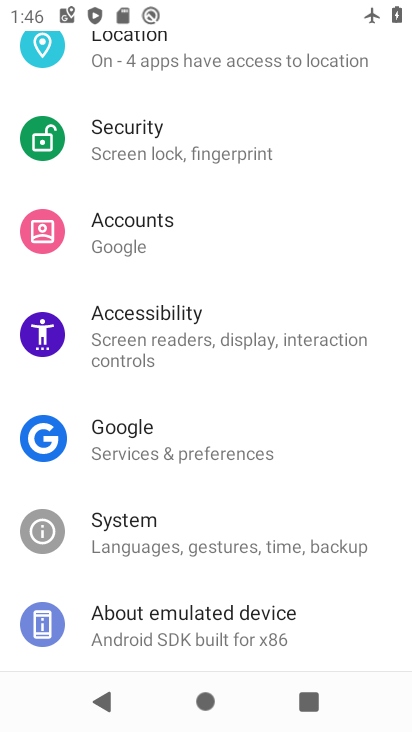 1:46
Location
On - 4 apps have access to location
Security
Screen lock, fingerprint
Accounts
Google
Accessibility
Screen readers, display, interaction
controls
Google
Services & preferences
System
Languages, gestures, time, backup
About emulated device
Android SDK built for x86